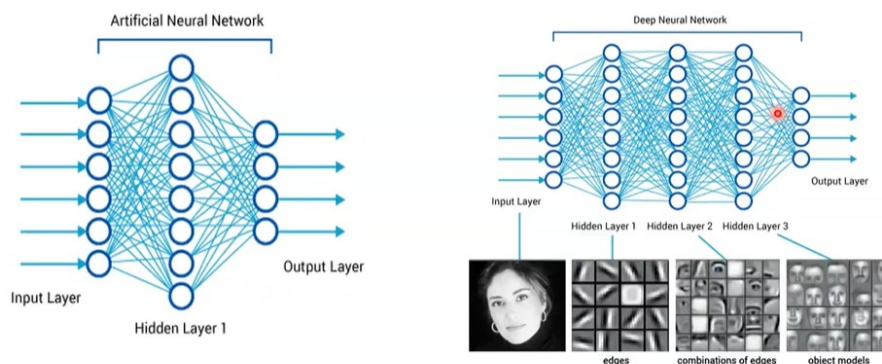 Artificial Neural Network
Input Layer
Hidden Layer 1
Output Layer
Deep Neural Network
Input Layer
Hidden Layer 1
Hidden Layer 2
Hidden Layer 3
Output Layer
edges
combinations of edges
object models